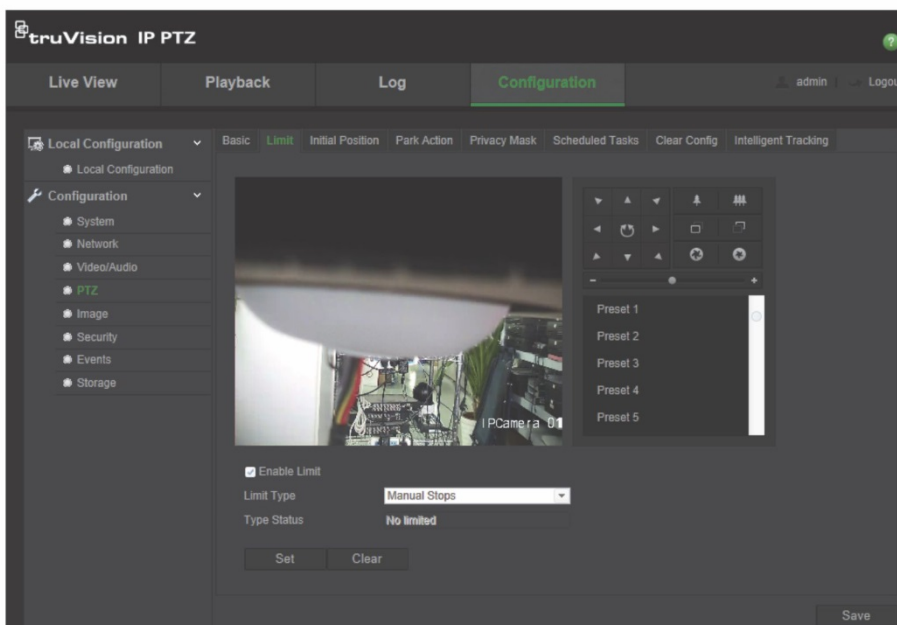 truVision IP PTZ
?
Live View Playback Log Configuration admin | Logou
Local Configuration Basic Limit Initial Position Park Action Privacy Mask Scheduled Tasks Clear Config Intelligent Tracking
Local Configuration
Configuration
System
Network
Video/Audio
PTZ
Image
Security
Events
Storage
- +
Preset 1
Preset 2
Preset 3
Preset 4
Preset 5
IPCamera 01
Enable Limit
Limit Type Manual Stops
Type Status No limited
Set Clear
Save